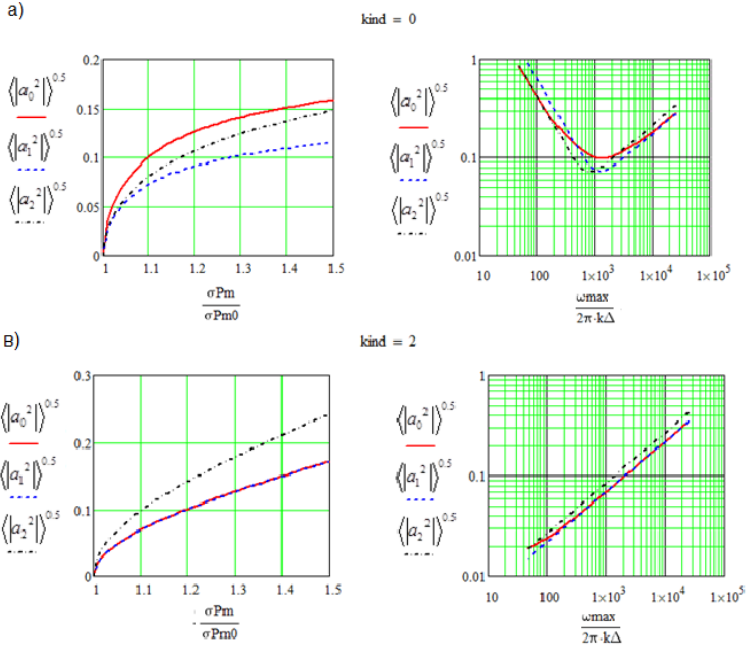 a)
kind = 0
0.2
0.15
0.1
0.05
0
1 1.1 1.2 1.3 1.4 1.5
⟨|a₀²|⟩^0.5
⟨|a₁²|⟩^0.5
⟨|a₂²|⟩^0.5
σPm
σPm0
1
0.1
0.01
10 100 1×10³ 1×10⁴ 1×10⁵
⟨|a₀²|⟩^0.5
⟨|a₁²|⟩^0.5
⟨|a₂²|⟩^0.5
ωmax
2π·kΔ
B)
kind = 2
0.3
0.2
0.1
0
1 1.1 1.2 1.3 1.4 1.5
⟨|a₀²|⟩^0.5
⟨|a₁²|⟩^0.5
⟨|a₂²|⟩^0.5
σPm
σPm0
1
0.1
0.01
10 100 1×10³ 1×10⁴ 1×10⁵
⟨|a₀²|⟩^0.5
⟨|a₁²|⟩^0.5
⟨|a₂²|⟩^0.5
ωmax
2π·kΔ